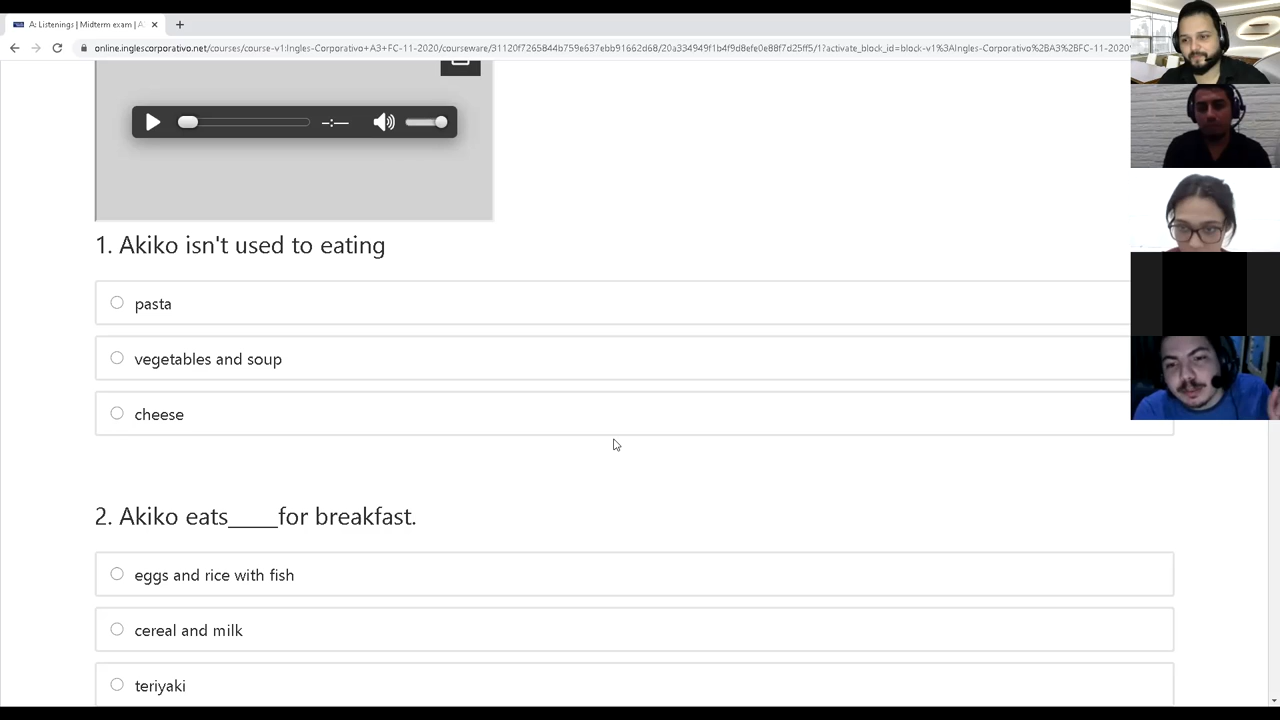 A: Listenings | Midterm exam | A
online.inglescorporativo.net/courses/course-v1:Ingles-Corporativo+A3+FC-11-2020/courseware/31120f7265844b759e637ebb91662d68/20a334949f1b4f9d8efe0e88f7d25ff5/1?activate_block_id=block-v1%3AIngles-Corporativo%2BA3%2BFC-11-2020
-:--
1. Akiko isn't used to eating
pasta
vegetables and soup
cheese
2. Akiko eats_____for breakfast.
eggs and rice with fish
cereal and milk
teriyaki